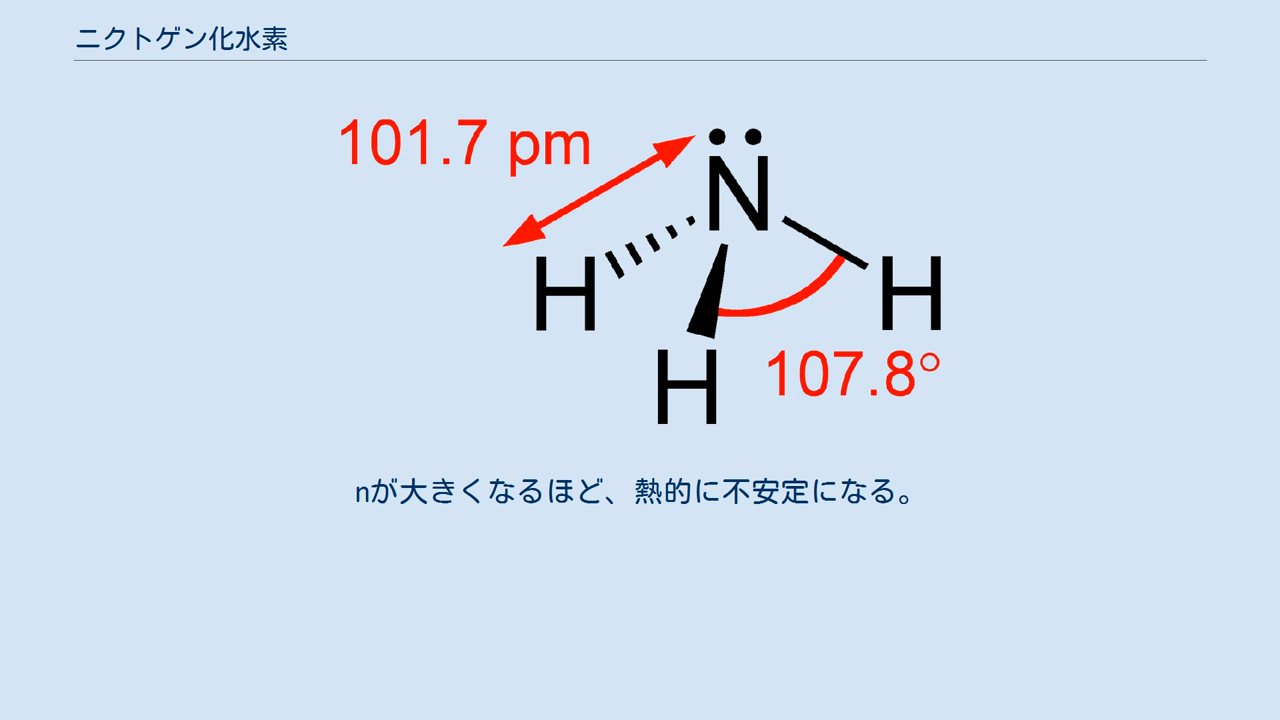 ニクトゲン化水素
101.7 pm
N
H
H
H
107.8°
nが大きくなるほど、熱的に不安定になる。